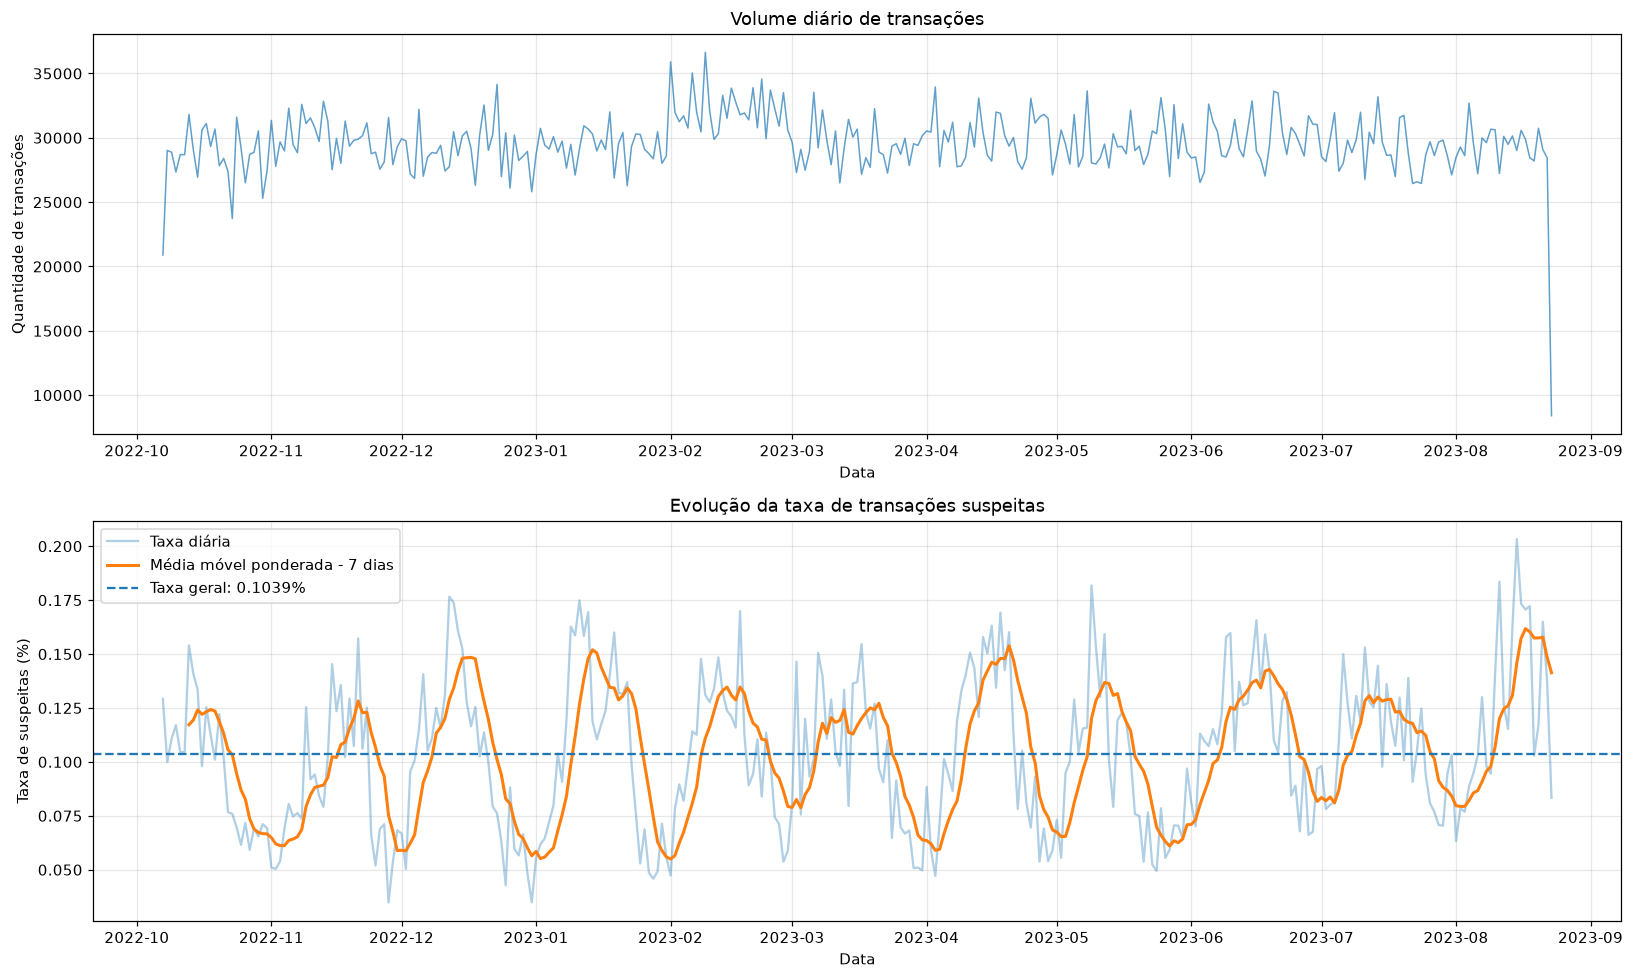 Volume diário de transações
Quantidade de transações
35000
30000
25000
20000
15000
10000
2022-10 2022-11 2022-12 2023-01 2023-02 2023-03 2023-04 2023-05 2023-06 2023-07 2023-08 2023-09
Data
Evolução da taxa de transações suspeitas
Taxa de suspeitas (%)
0.200
0.175
0.150
0.125
0.100
0.075
0.050
Taxa diária
Média móvel ponderada - 7 dias
Taxa geral: 0.1039%
2022-10 2022-11 2022-12 2023-01 2023-02 2023-03 2023-04 2023-05 2023-06 2023-07 2023-08 2023-09
Data